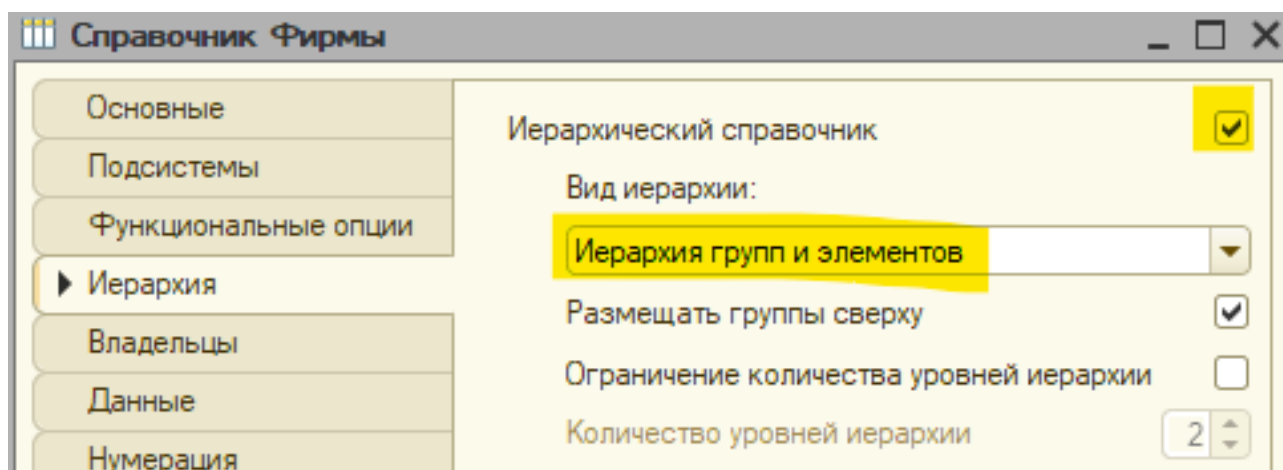 Справочник Фирмы
Основные
Подсистемы
Функциональные опции
Иерархия
Владельцы
Данные
Нумерация
Иерархический справочник
Вид иерархии:
Иерархия групп и элементов
Размещать группы сверху
Ограничение количества уровней иерархии
Количество уровней иерархии 2